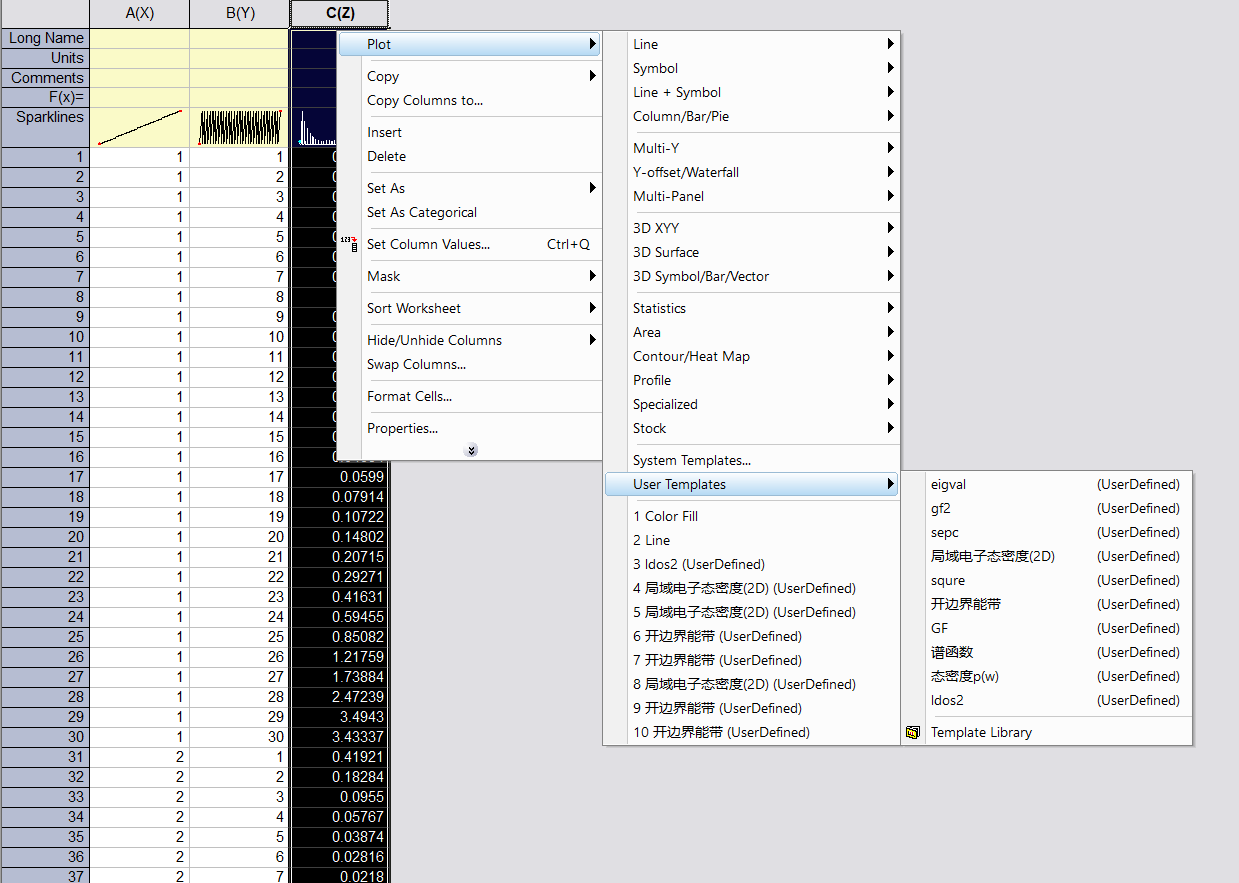 A(X) B(Y) C(Z)
Long Name
Units
Comments
F(x)=
Sparklines
1 1 1
2 1 2
3 1 3
4 1 4
5 1 5
6 1 6
7 1 7
8 1 8
9 1 9
10 1 10
11 1 11
12 1 12
13 1 13
14 1 14
15 1 15
16 1 16
17 1 17 0.0599
18 1 18 0.07914
19 1 19 0.10722
20 1 20 0.14802
21 1 21 0.20715
22 1 22 0.29271
23 1 23 0.41631
24 1 24 0.59455
25 1 25 0.85082
26 1 26 1.21759
27 1 27 1.73884
28 1 28 2.47239
29 1 29 3.4943
30 1 30 3.43337
31 2 1 0.41921
32 2 2 0.18284
33 2 3 0.0955
34 2 4 0.05767
35 2 5 0.03874
36 2 6 0.02816
37 2 7 0.0218
Plot
Copy
Copy Columns to...
Insert
Delete
Set As
Set As Categorical
Set Column Values... Ctrl+Q
Mask
Sort Worksheet
Hide/Unhide Columns
Swap Columns...
Format Cells...
Properties...
Line
Symbol
Line + Symbol
Column/Bar/Pie
Multi-Y
Y-offset/Waterfall
Multi-Panel
3D XYY
3D Surface
3D Symbol/Bar/Vector
Statistics
Area
Contour/Heat Map
Profile
Specialized
Stock
System Templates...
User Templates
1 Color Fill
2 Line
3 ldos2 (UserDefined)
4 局域电子态密度(2D) (UserDefined)
5 局域电子态密度(2D) (UserDefined)
6 开边界能带 (UserDefined)
7 开边界能带 (UserDefined)
8 局域电子态密度(2D) (UserDefined)
9 开边界能带 (UserDefined)
10 开边界能带 (UserDefined)
eigval (UserDefined)
gf2 (UserDefined)
sepc (UserDefined)
局域电子态密度(2D) (UserDefined)
squre (UserDefined)
开边界能带 (UserDefined)
GF (UserDefined)
谱函数 (UserDefined)
态密度p(w) (UserDefined)
ldos2 (UserDefined)
Template Library